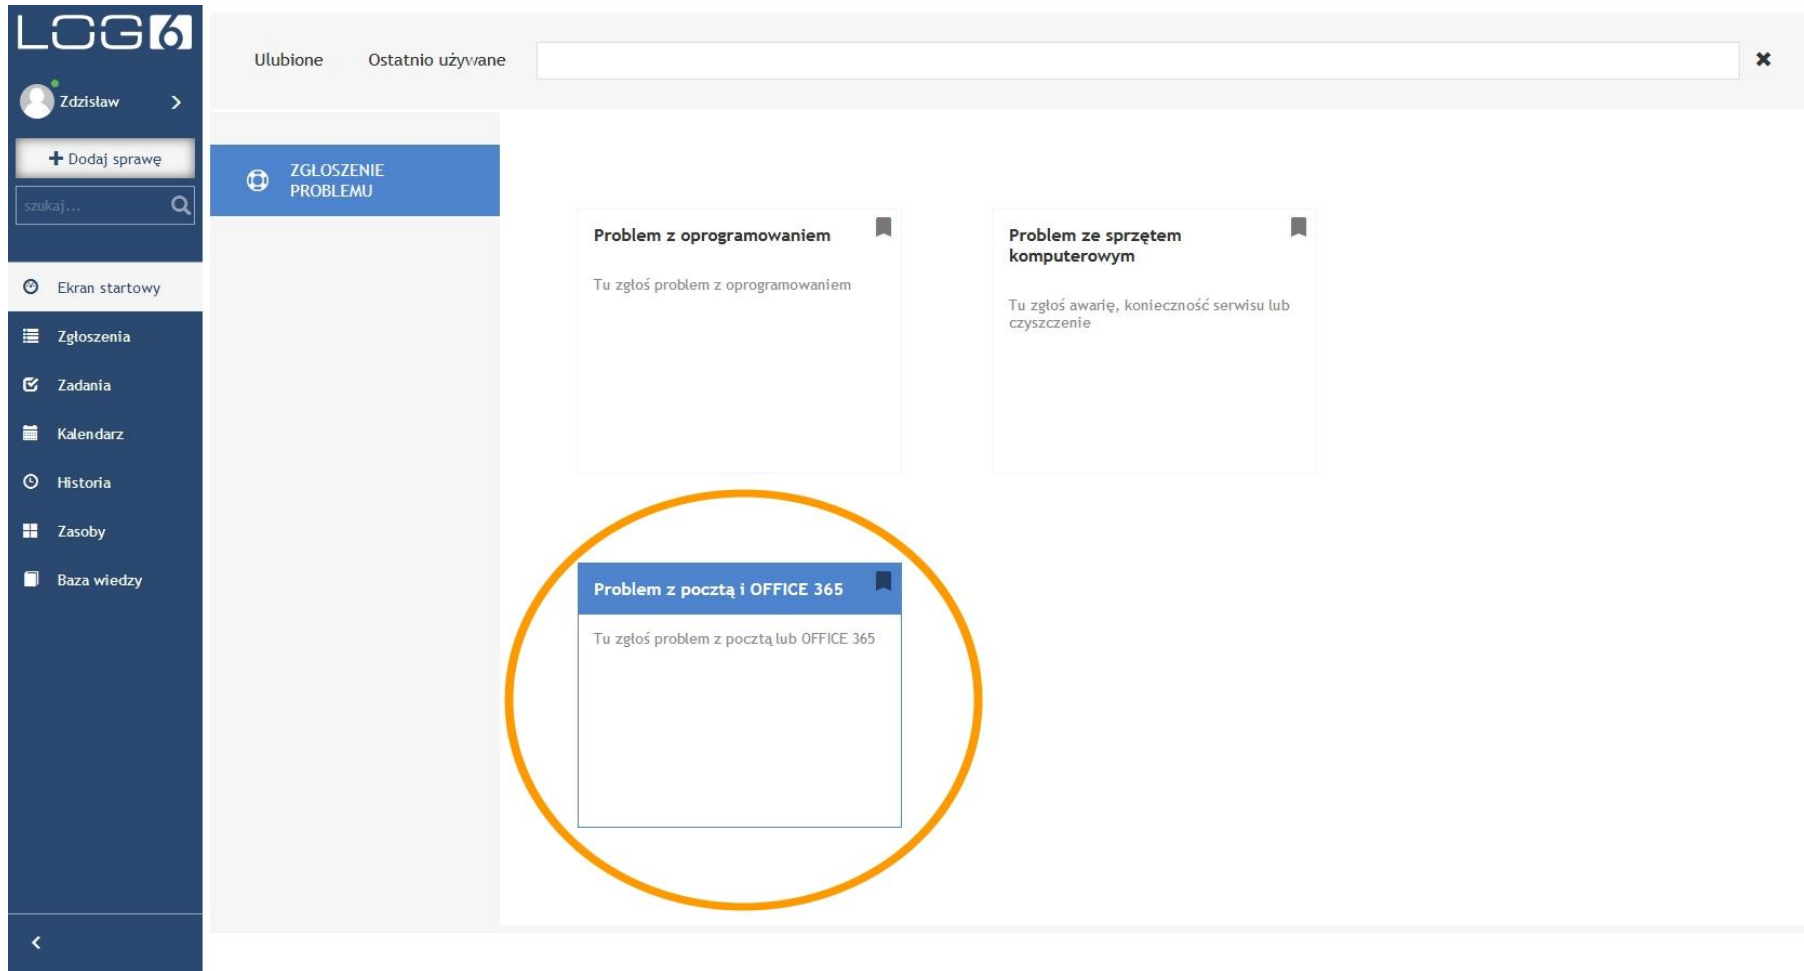 LOG6
Zdzisław
Dodaj sprawę
szukaj...
Ekran startowy
Zgłoszenia
Zadania
Kalendarz
Historia
Zasoby
Baza wiedzy
Ulubione
Ostatnio używane
ZGŁOSZENIE
PROBLEMU
Problem z oprogramowaniem
Tu zgłoś problem z oprogramowaniem
Problem ze sprzętem
komputerowym
Tu zgłoś awarię, konieczność serwisu lub
czyszczenie
Problem z pocztą i OFFICE 365
Tu zgłoś problem z pocztą lub OFFICE 365